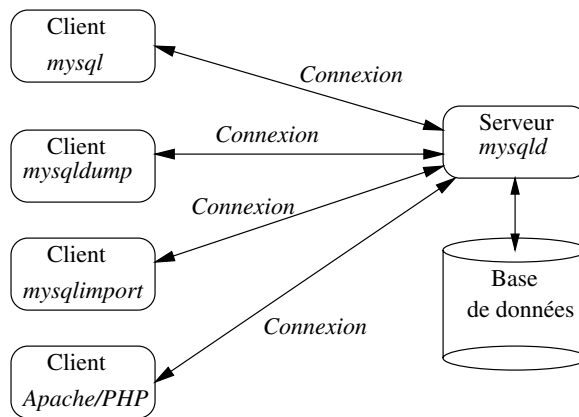 Client
mysql
Connexion
Serveur
mysqld
Client
mysqldump
Connexion
Connexion
Client
mysqlimport
Base
de données
Connexion
Client
Apache/PHP